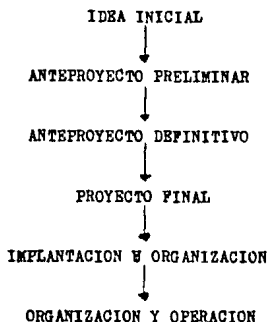 IDEA INICIAL
ANTEPROYECTO PRELIMINAR
ANTEPROYECTO DEFINITIVO
PROYECTO FINAL
IMPLANTACION ORGANIZACION
ORGANIZACION Y OPERACION